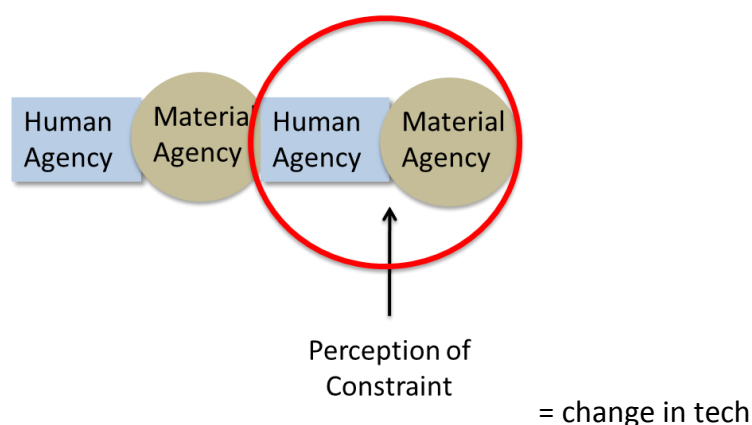 Human
Agency
Material
Agency
Human
Agency
Material
Agency
Perception of
Constraint
= change in tech